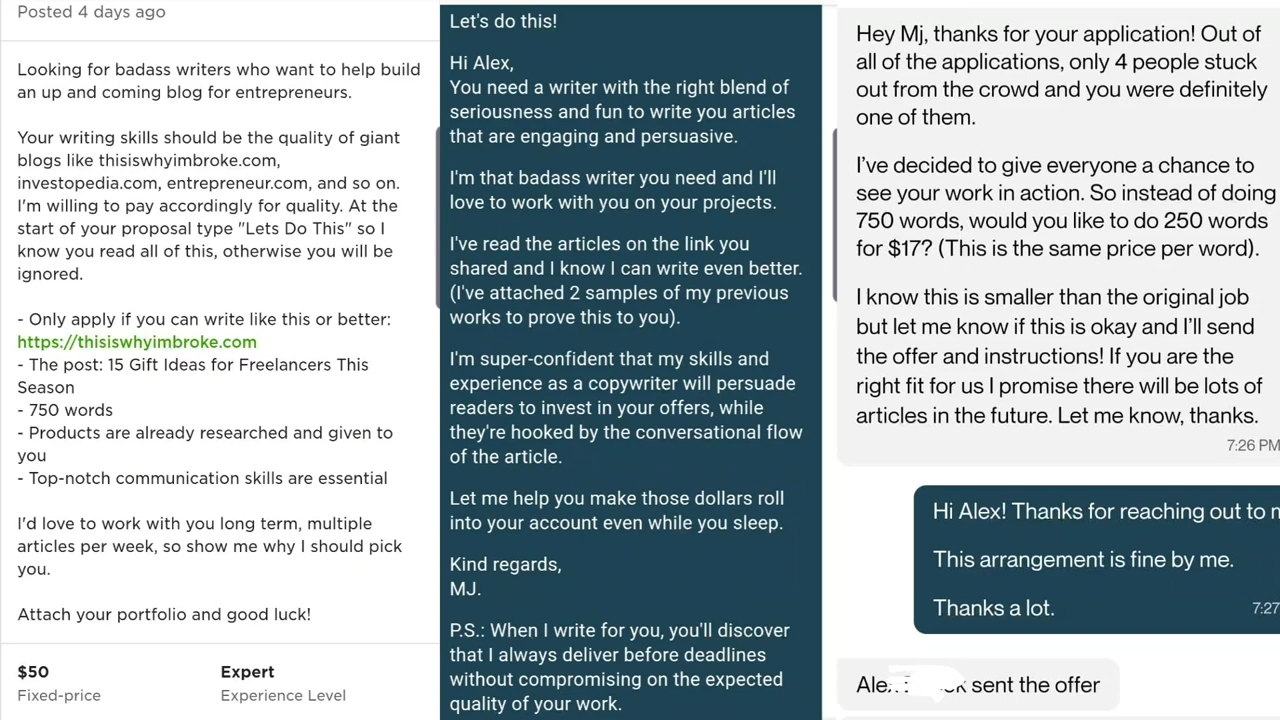 Posted 4 days ago
Looking for badass writers who want to help build
an up and coming blog for entrepreneurs.
Your writing skills should be the quality of giant
blogs like thisiswhyimbroke.com,
investopedia.com, entrepreneur.com, and so on.
I'm willing to pay accordingly for quality. At the
start of your proposal type "Lets Do This" so I
know you read all of this, otherwise you will be
ignored.
- Only apply if you can write like this or better:
https://thisiswhyimbroke.com
- The post: 15 Gift Ideas for Freelancers This
Season
- 750 words
- Products are already researched and given to
you
- Top-notch communication skills are essential
I'd love to work with you long term, multiple
articles per week, so show me why I should pick
you.
Attach your portfolio and good luck!
$50
Fixed-price
Expert
Experience Level
Let's do this!
Hi Alex,
You need a writer with the right blend of
seriousness and fun to write you articles
that are engaging and persuasive.
I'm that badass writer you need and I'll
love to work with you on your projects.
I've read the articles on the link you
shared and I know I can write even better.
(I've attached 2 samples of my previous
works to prove this to you).
I'm super-confident that my skills and
experience as a copywriter will persuade
readers to invest in your offers, while
they're hooked by the conversational flow
of the article.
Let me help you make those dollars roll
into your account even while you sleep.
Kind regards,
MJ.
P.S.: When I write for you, you'll discover
that I always deliver before deadlines
without compromising on the expected
quality of your work.
Hey Mj, thanks for your application! Out of
all of the applications, only 4 people stuck
out from the crowd and you were definitely
one of them.
I've decided to give everyone a chance to
see your work in action. So instead of doing
750 words, would you like to do 250 words
for $17? (This is the same price per word).
I know this is smaller than the original job
but let me know if this is okay and I'll send
the offer and instructions! If you are the
right fit for us I promise there will be lots of
articles in the future. Let me know, thanks.
7:26 PM
Hi Alex! Thanks for reaching out to
This arrangement is fine by me.
Thanks a lot.
7:27
sent the offer